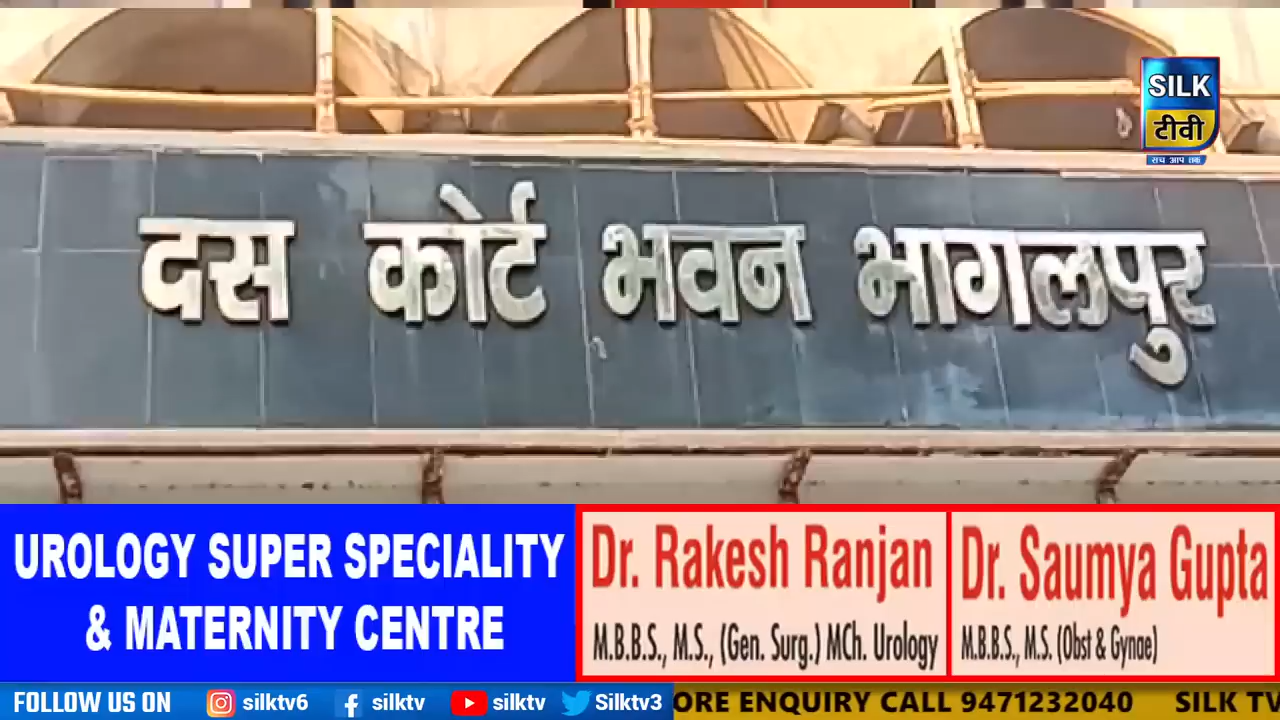 SILK
टीवी
सच आप तक
दस कोर्ट भवन भागलपुर
UROLOGY SUPER SPECIALITY
& MATERNITY CENTRE
Dr. Rakesh Ranjan
M.B.B.S., M.S., (Gen. Surg.) MCh. Urology
Dr. Saumya Gupta
M.B.B.S., M.S. (Obst & Gynae)
FOLLOW US ON silktv6 silktv silktv Silktv3 ORE ENQUIRY CALL 9471232040 SILK TV